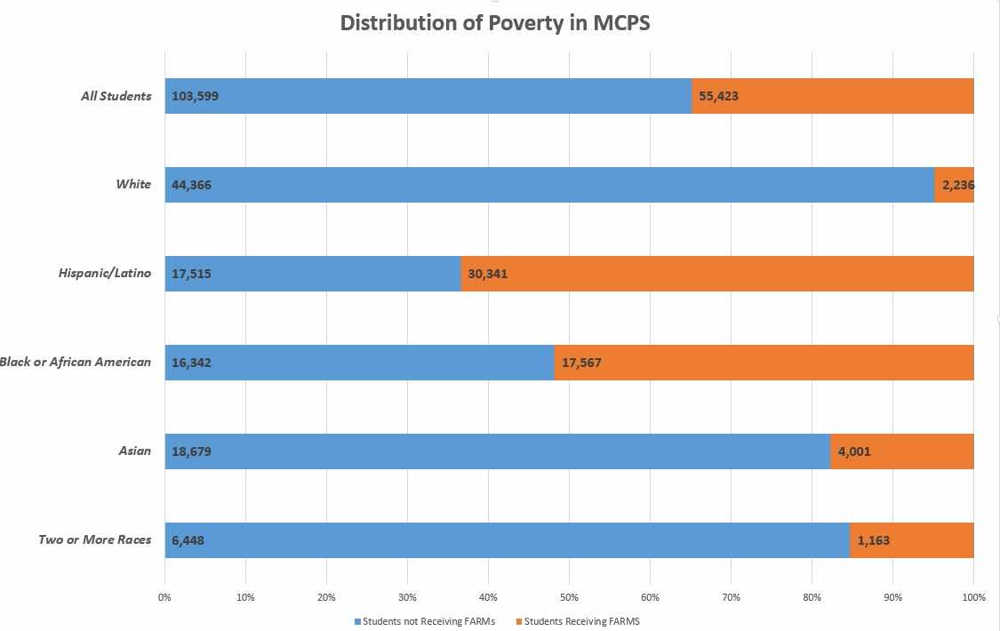 Distribution of Poverty in MCPS
All Students 103,599 55,423
White 44,366 2,236
Hispanic/Latino 17,515 30,341
Black or African American 16,342 17,567
Asian 18,679 4,001
Two or More Races 6,448 1,163
0% 10% 20% 30% 40% 50% 60% 70% 80% 90% 100%
Students not Receiving FARMs Students Receiving FARMS